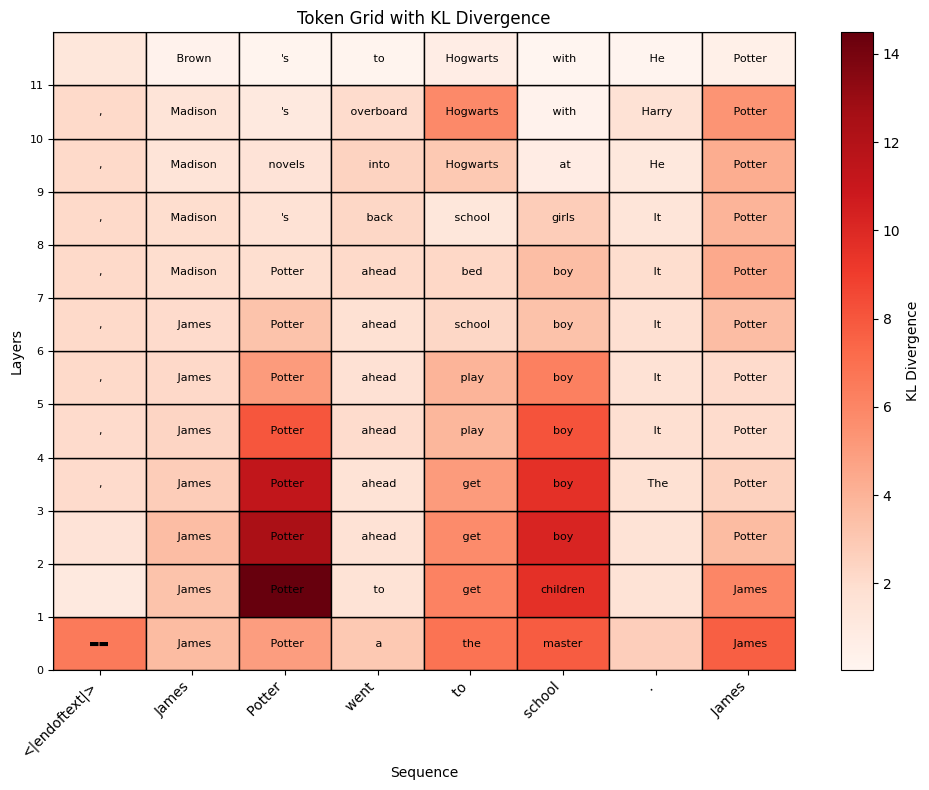 Token Grid with KL Divergence
Brown 's to Hogwarts with He Potter
11
, Madison 's overboard Hogwarts with Harry Potter
10
, Madison novels into Hogwarts at He Potter
9
, Madison 's back school girls It Potter
8
, Madison Potter ahead bed boy It Potter
7
, James Potter ahead school boy It Potter
6
, James Potter ahead play boy It Potter
5
, James Potter ahead play boy It Potter
4
, James Potter ahead get boy The Potter
3
James Potter ahead get boy Potter
2
James Potter to get children James
1
== James Potter a the master James
0
Layers
<|endoftext|> James Potter went to school . James
Sequence
14
12
10
8
6
4
2
KL Divergence